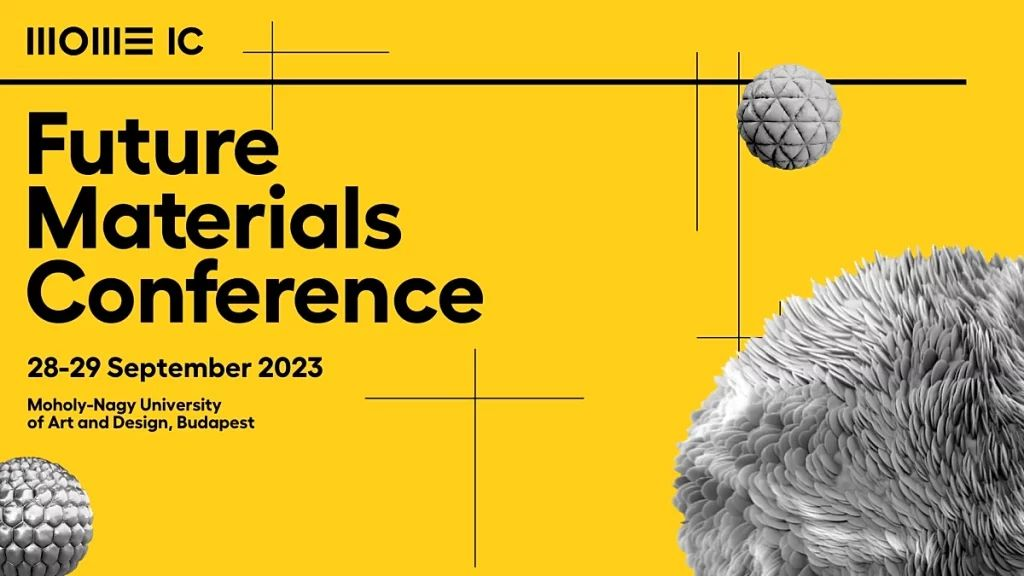 MOME IC
Future
Materials
Conference
28-29 September 2023
Moholy-Nagy University
of Art and Design, Budapest